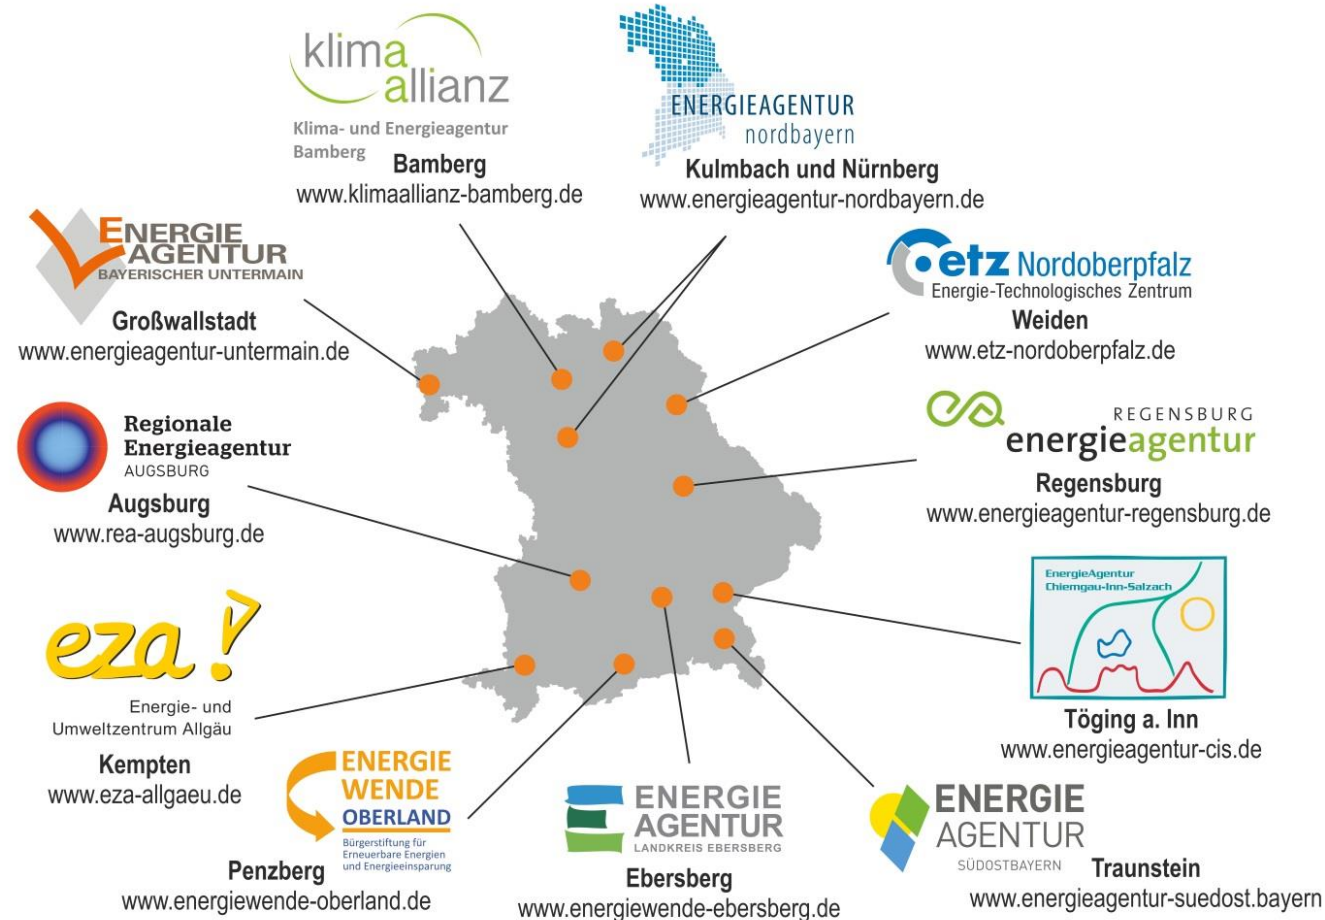 klima
allianz
Klima- und Energieagentur
Bamberg
Bamberg
www.klimaallianz-bamberg.de
ENERGIEAGENTUR
nordbayern
Kulmbach und Nürnberg
www.energieagentur-nordbayern.de
ENERGIE
AGENTUR
BAYERISCHER UNTERMAIN
Großwallstadt
www.energieagentur-untermain.de
etz Nordoberpfalz
Energie-Technologisches Zentrum
Weiden
www.etz-nordoberpfalz.de
Regionale
Energieagentur
AUGSBURG
Augsburg
www.rea-augsburg.de
REGENSBURG
energieagentur
Regensburg
www.energieagentur-regensburg.de
eza!
Energie- und
Umweltzentrum Allgäu
Kempten
www.eza-allgaeu.de
EnergieAgentur
Chiemgau-Inn-Salzach
Töging a. Inn
www.energieagentur-cis.de
ENERGIE
WENDE
OBERLAND
Bürgerstiftung für
Erneuerbare Energien
und Energieeinsparung
Penzberg
www.energiewende-oberland.de
ENERGIE
AGENTUR
LANDKREIS EBERSBERG
Ebersberg
www.energiewende-ebersberg.de
ENERGIE
AGENTUR
SÜDOSTBAYERN
Traunstein
www.energieagentur-suedost.bayern